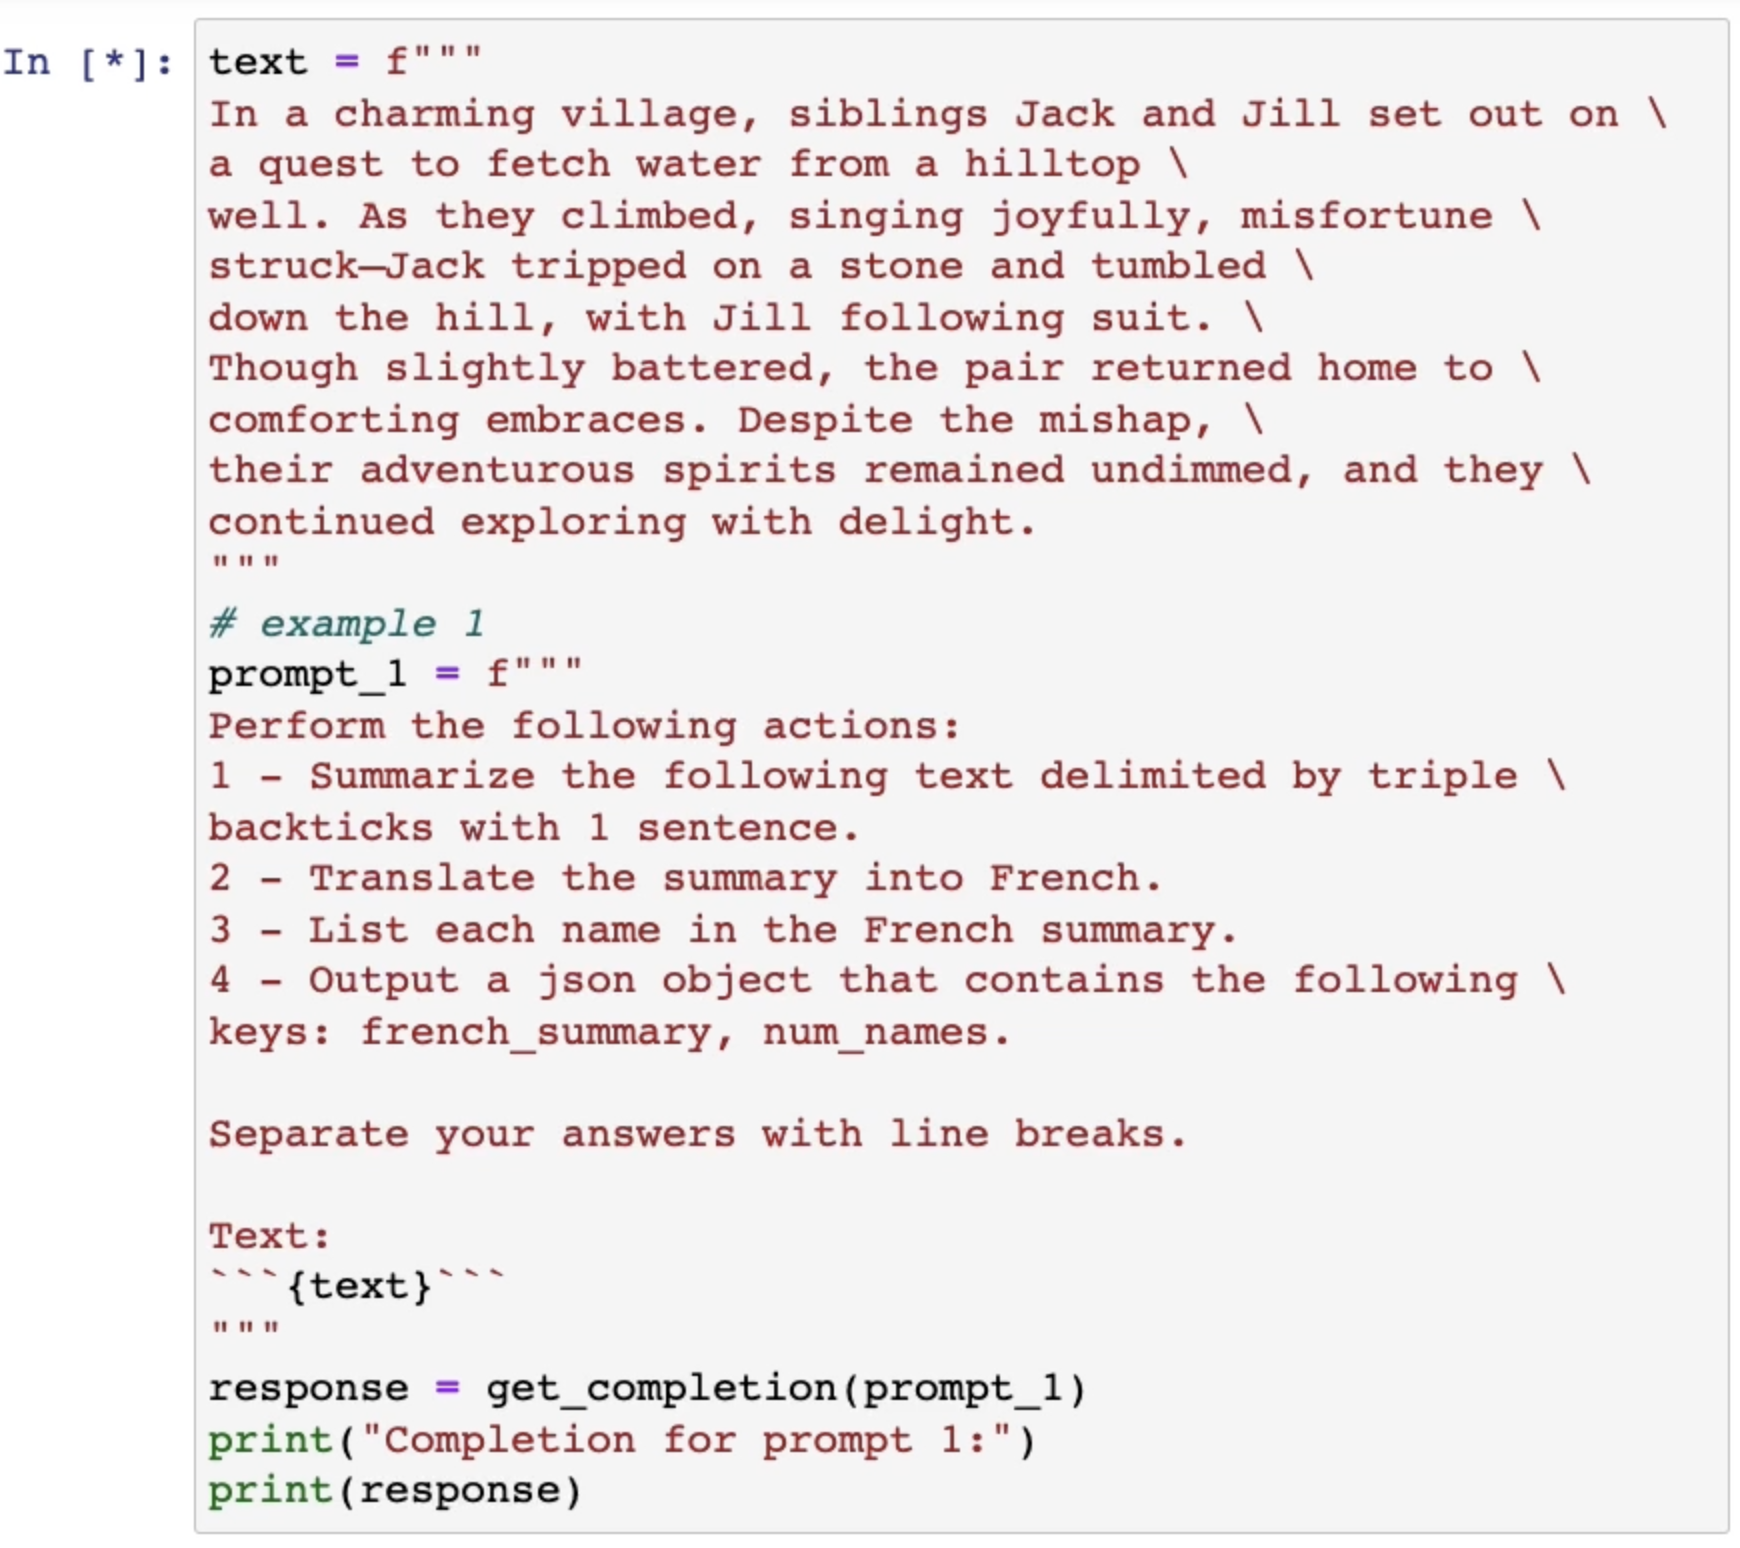 In [*]:
text = f"""
In a charming village, siblings Jack and Jill set out on \
a quest to fetch water from a hilltop \
well. As they climbed, singing joyfully, misfortune \
struck—Jack tripped on a stone and tumbled \
down the hill, with Jill following suit. \
Though slightly battered, the pair returned home to \
comforting embraces. Despite the mishap, \
their adventurous spirits remained undimmed, and they \
continued exploring with delight.
"""
# example 1
prompt_1 = f"""
Perform the following actions:
1 - Summarize the following text delimited by triple \
backticks with 1 sentence.
2 - Translate the summary into French.
3 - List each name in the French summary.
4 - Output a json object that contains the following \
keys: french_summary, num_names.

Separate your answers with line breaks.

Text:
```{text}```
"""
response = get_completion(prompt_1)
print("Completion for prompt 1:")
print(response)